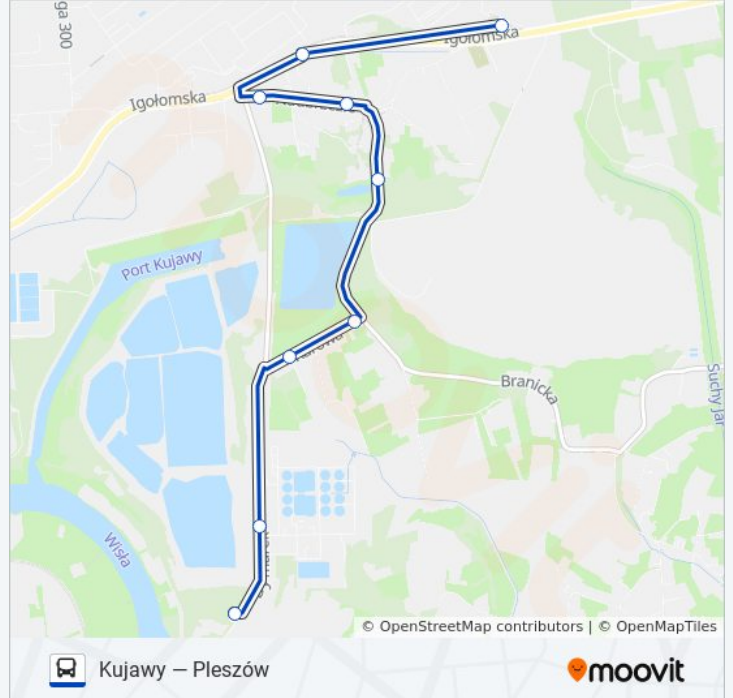 ga 300
Igołomska
Igołomska
Port Kujawy
Branicka
Suchy Jar
Wisła
© OpenStreetMap contributors | © OpenMapTiles
Kujawy — Pleszów
moovit